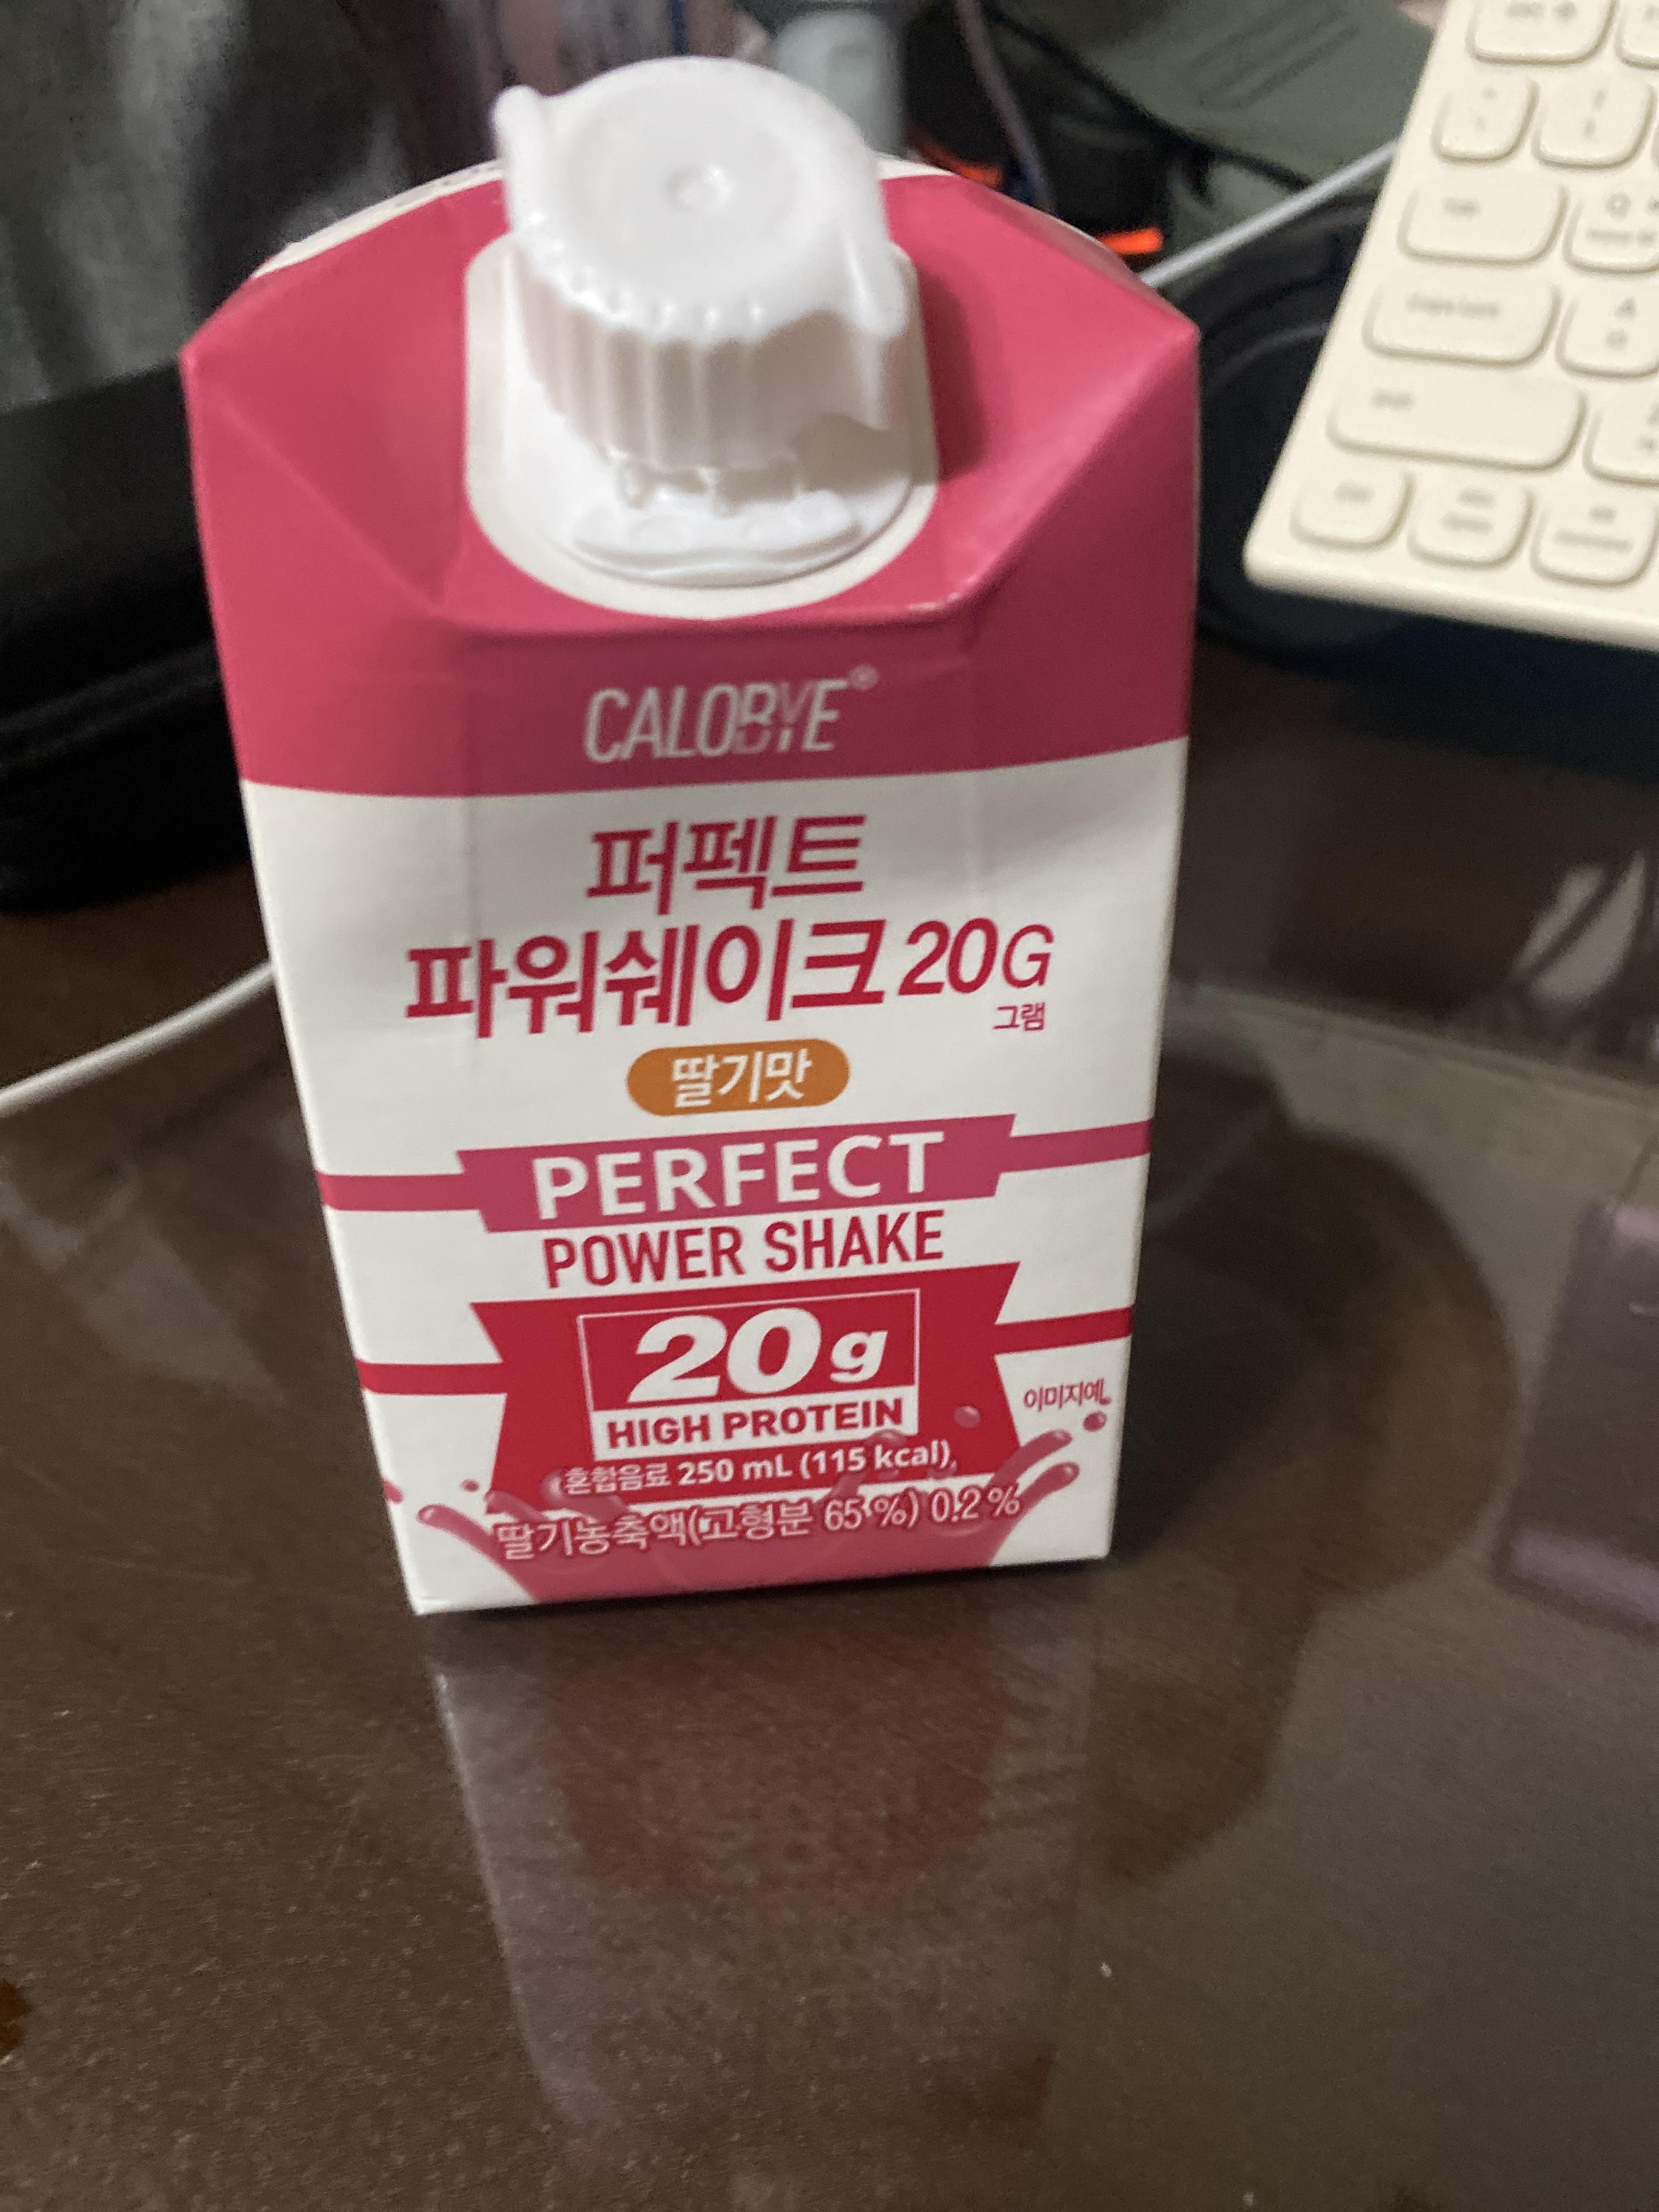 CALOBYE®
퍼펙트
파워쉐이크 20G
그램
딸기맛
PERFECT
POWER SHAKE
20g
HIGH PROTEIN
이미지예
혼합음료 250 mL (115 kcal)
딸기농축액(고형분 65 %) 0.2 %